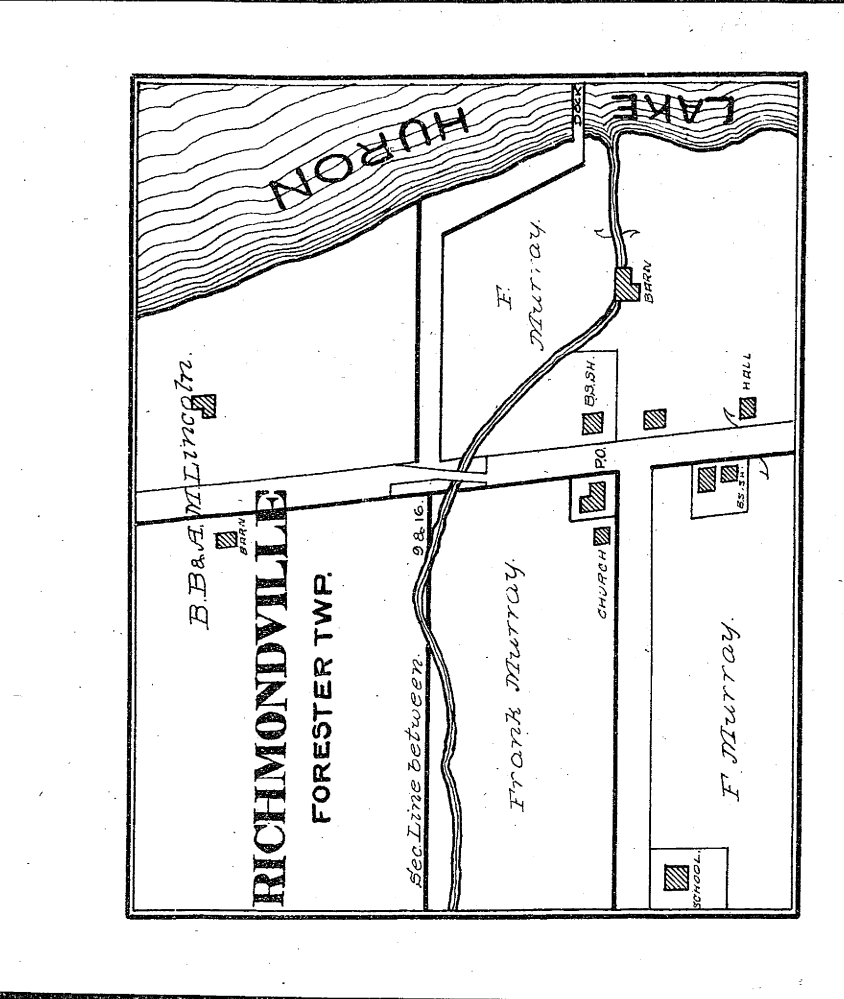 RICHMONDVILLE
FORESTER TWP.
LAKE
HURON
DOCK
B.B & A. M. Lincoln.
BARN
Sec. Line between
9 & 16.
F.
Murray.
BARN
B.S.SH.
P.O.
HALL
B.S.SH.
CHURCH
Frank Murray.
F. Murray.
SCHOOL.